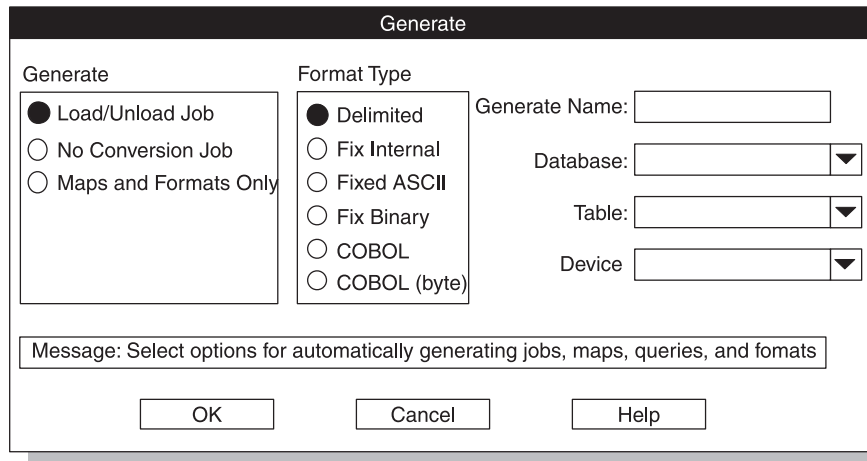 Generate
Generate
Load/Unload Job
No Conversion Job
Maps and Formats Only
Format Type
Delimited
Fix Internal
Fixed ASCII
Fix Binary
COBOL
COBOL (byte)
Generate Name:
Database:
Table:
Device
Message: Select options for automatically generating jobs, maps, queries, and fomats
OK
Cancel
Help